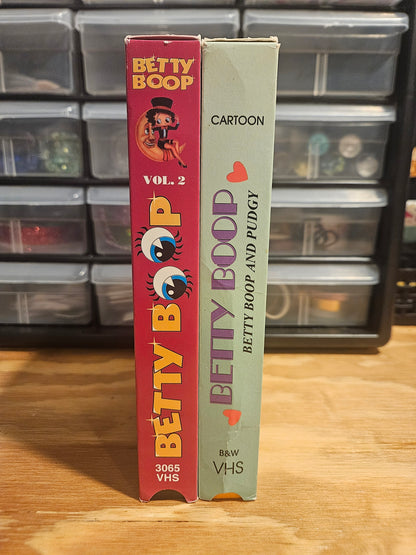 BETTY
BOOP
VOL. 2
BETTY BOOP
3065
VHS
CARTOON
BETTY BOOP
BETTY BOOP AND PUDGY
B&W
VHS